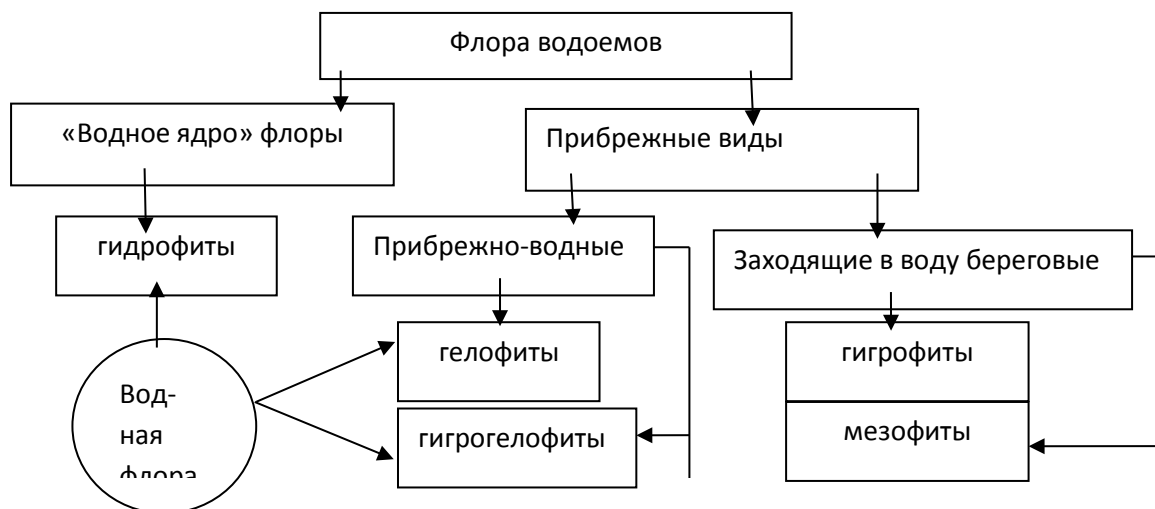 Флора водоемов
«Водное ядро» флоры
Прибрежные виды
гидрофиты
Прибрежно-водные
Заходящие в воду береговые
гелофиты
гигрофиты
Вод-
ная
флора
гигрогелофиты
мезофиты